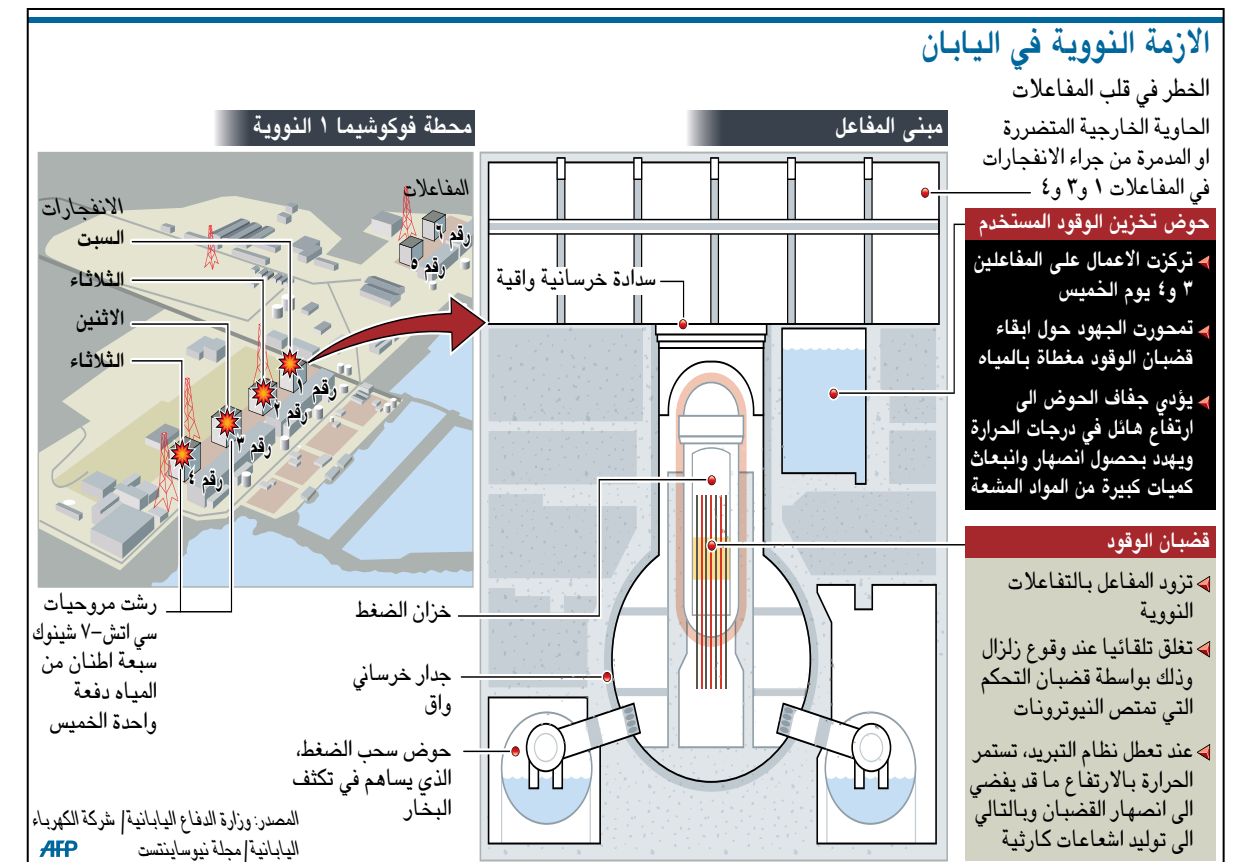 الازمة النووية في اليابان
الخطر في قلب المفاعلات
الحاوية الخارجية المتضررة
او المدمرة من جراء الانفجارات
في المفاعلات ١ و٣ و٤
حوض تخزين الوقود المستخدم
تركزت الاعمال على المفاعلين
٣ و٤ يوم الخميس
تمحورت الجهود حول ابقاء
قضبان الوقود مغطاة بالمياه
يؤدي جفاف الحوض الى
ارتفاع هائل في درجات الحرارة
ويهدد بحصول انصهار وانبعاث
كميات كبيرة من المواد المشعة
قضبان الوقود
تزود المفاعل بالتفاعلات
النووية
تغلق تلقائيا عند وقوع زلزال
وذلك بواسطة قضبان التحكم
التي تمتص النيوترونات
عند تعطل نظام التبريد، تستمر
الحرارة بالارتفاع ما قد يفضي
الى انصهار القضبان وبالتالي
الى توليد اشعاعات كارثية
مبنى المفاعل
سدادة خرسانية واقية
خزان الضغط
جدار خرساني
واق
حوض سحب الضغط،
الذي يساهم في تكثف
البخار
محطة فوكوشيما ١ النووية
المفاعلات
رقم ٦
رقم ٥
رقم ١
رقم ٢
رقم ٣
رقم ٤
الانفجارات
السبت
الثلاثاء
الاثنين
الثلاثاء
رشت مروحيات
سي اتش-٧ شينوك
سبعة اطنان من
المياه دفعة
واحدة الخميس
المصدر: وزارة الدفاع اليابانية/ شركة الكهرباء
اليابانية/ مجلة نيوساينتست
AFP